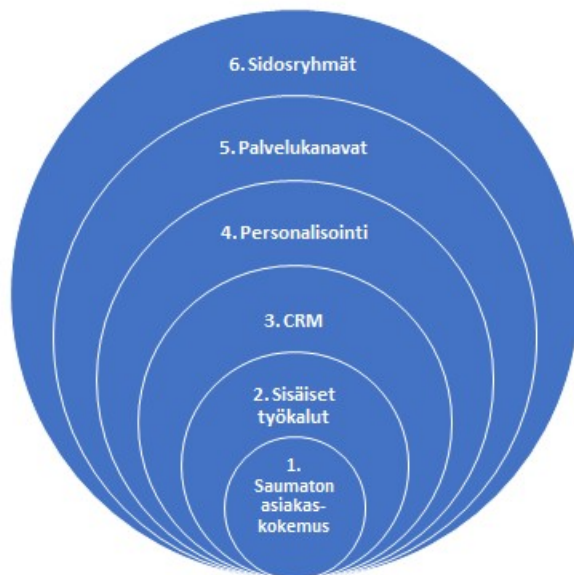 6. Sidosryhmät
5. Palvelukanavat
4. Personalisointi
3. CRM
2. Sisäiset
työkalut
1.
Saumaton
asiakas-
kokemus